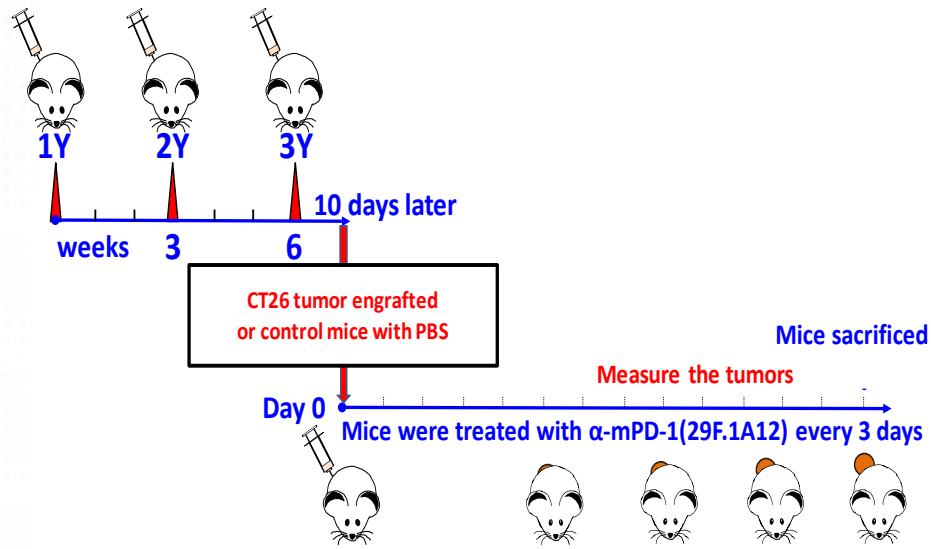 1Y 2Y 3Y
10 days later
weeks 3 6
CT26 tumor engrafted
or control mice with PBS
Mice sacrificed
Measure the tumors
Day 0
Mice were treated with α-mPD-1(29F.1A12) every 3 days